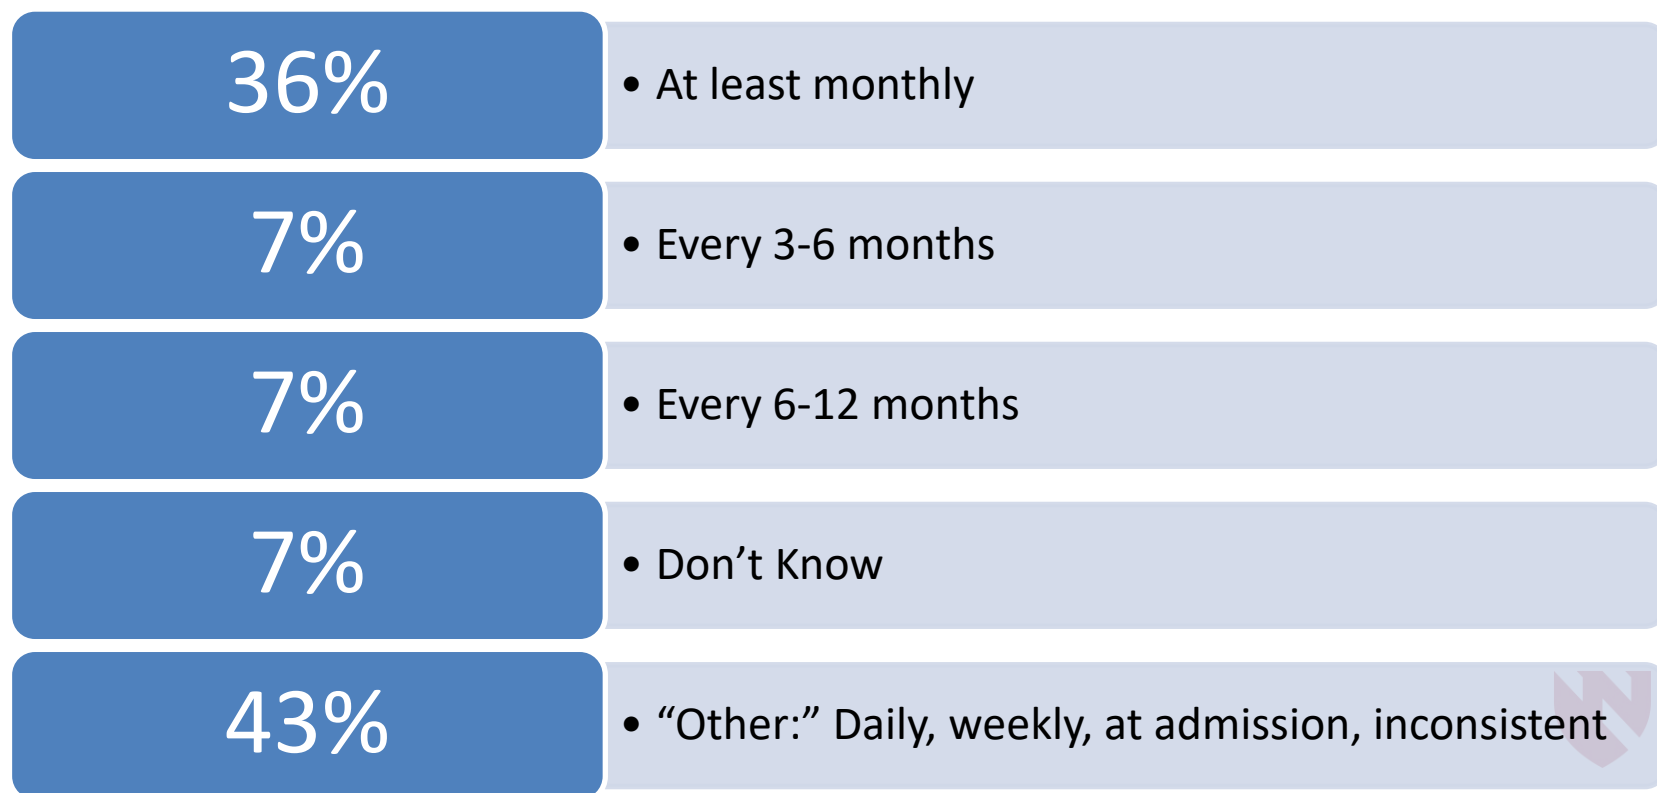 36%
• At least monthly
7%
• Every 3-6 months
7%
• Every 6-12 months
7%
• Don’t Know
43%
• “Other:” Daily, weekly, at admission, inconsistent